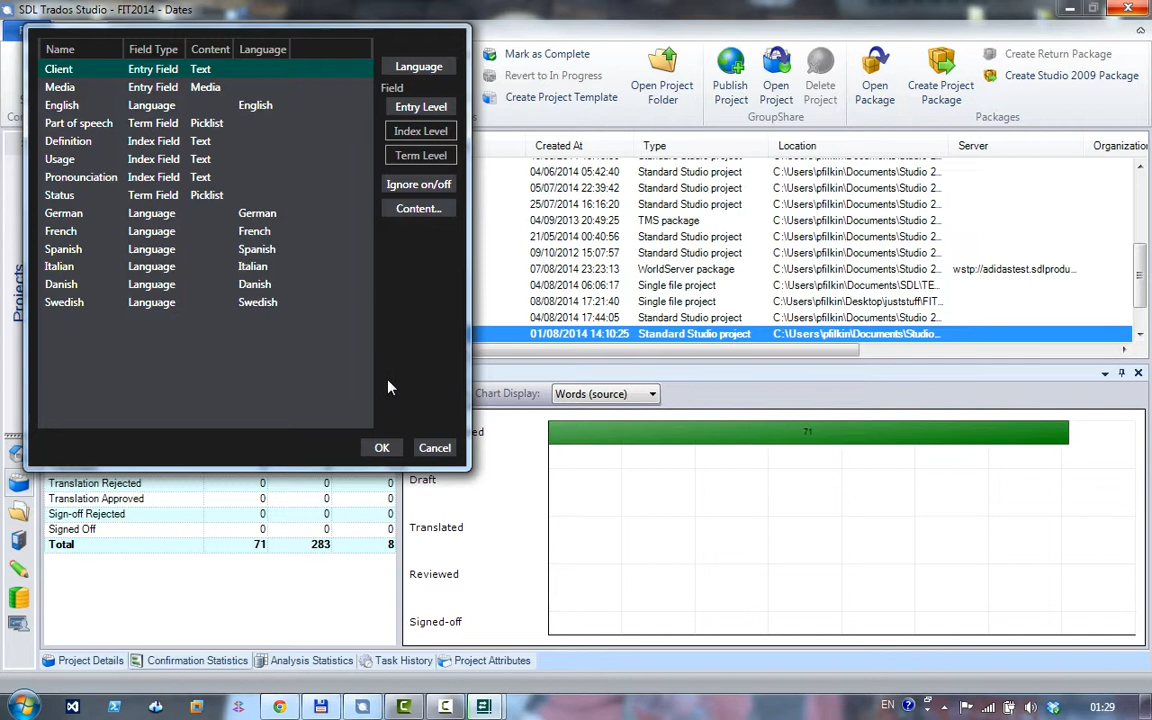 SDL Trados Studio - FIT2014 - Dates
Name Field Type Content Language
Client Entry Field Text
Media Entry Field Media
English Language English
Part of speech Term Field Picklist
Definition Index Field Text
Usage Index Field Text
Pronounciation Index Field Text
Status Term Field Picklist
German Language German
French Language French
Spanish Language Spanish
Italian Language Italian
Danish Language Danish
Swedish Language Swedish
Language
Field
Entry Level
Index Level
Term Level
Ignore on/off
Content...
OK Cancel
Mark as Complete
Revert to In Progress
Create Project Template
Open Project Folder
Publish Project
Open Project
Delete Project
GroupShare
Open Package
Create Project Package
Create Return Package
Create Studio 2009 Package
Packages
Created At Type Location Server Organizatio
04/06/2014 05:42:40 Standard Studio project C:\Users\pfilkin\Documents\Studio 2...
05/07/2014 22:39:42 Standard Studio project C:\Users\pfilkin\Documents\Studio 2...
25/07/2014 16:16:20 Standard Studio project C:\Users\pfilkin\Documents\Studio 2...
04/09/2013 20:49:25 TMS package C:\Users\pfilkin\Documents\Studio 2...
21/05/2014 00:40:56 Standard Studio project C:\Users\pfilkin\Documents\Studio 2...
09/10/2012 15:07:57 Standard Studio project C:\Users\pfilkin\Documents\Studio 2...
07/08/2014 23:23:13 WorldServer package C:\Users\pfilkin\Documents\Studio 2... wstp://adidastest.sdlprodu...
08/08/2014 06:06:17 Single file project C:\Users\pfilkin\Documents\SDL\TE...
08/08/2014 17:21:40 Single file project C:\Users\pfilkin\Desktop\juststuff\FIT...
04/08/2014 17:44:05 Standard Studio project C:\Users\pfilkin\Documents\Studio 2...
01/08/2014 14:10:25 Standard Studio project C:\Users\pfilkin\Documents\Studio...
Projects
Chart Display: Words (source)
71
Draft
Translated
Reviewed
Signed-off
Translation Rejected 0 0 0
Translation Approved 0 0 0
Sign-off Rejected 0 0 0
Signed Off 0 0 0
Total 71 283 8
Project Details Confirmation Statistics Analysis Statistics Task History Project Attributes
EN 01:29